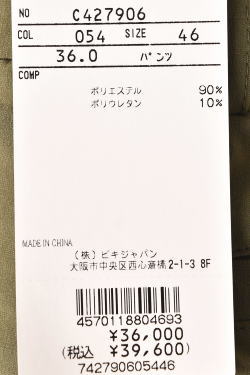 NO C427906
COL 054 SIZE 46
36.0 パンツ
COMP
ポリエステル 90%
ポリウレタン 10%
MADE IN CHINA
(株)ピキジャパン
大阪市中央区西心斎橋2-1-3 8F
4570118804693
¥36,000
(税込 ¥39,600)
742790605446